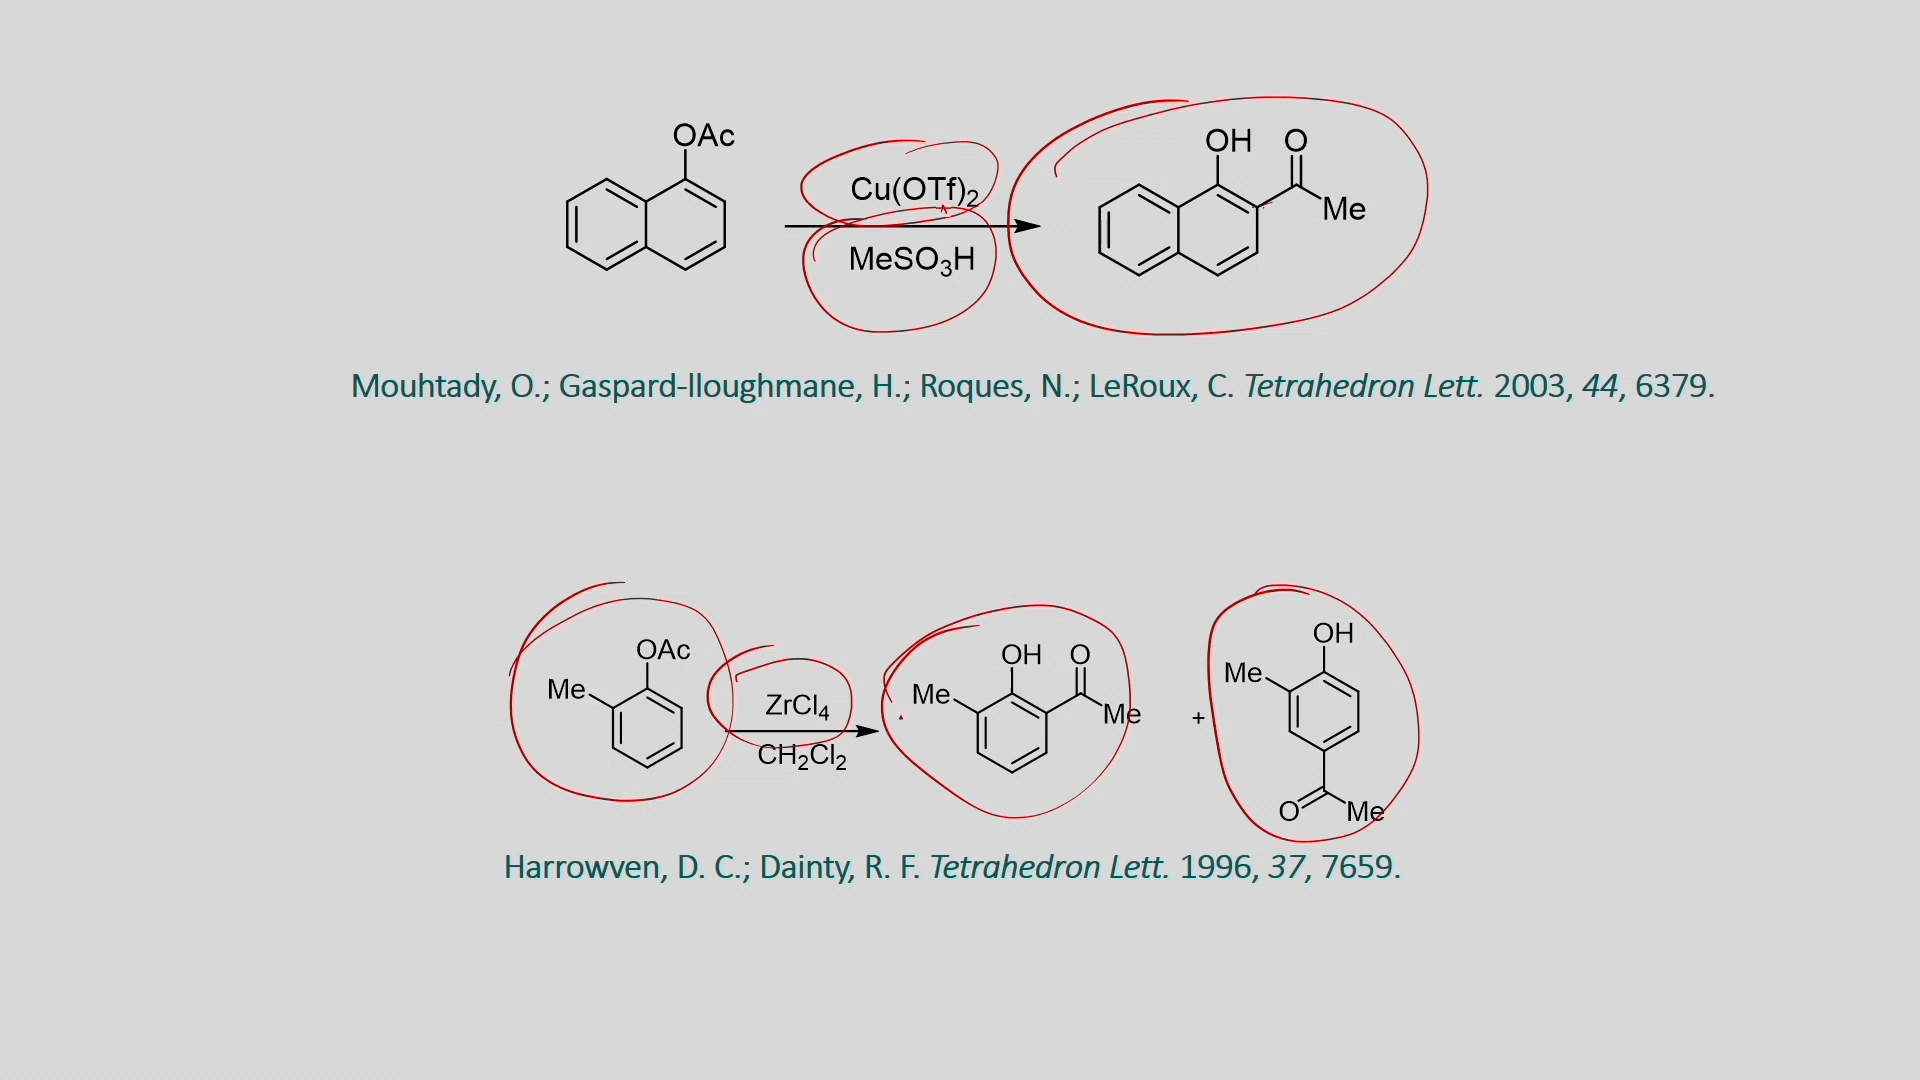 OAc
Cu(OTf)2
MeSO3H
OH O
Me
Mouhtady, O.; Gaspard-lloughmane, H.; Roques, N.; LeRoux, C. Tetrahedron Lett. 2003, 44, 6379.
OAc
Me
ZrCl4
CH2Cl2
OH O
Me
Me
+
OH
Me
O Me
Harrowven, D. C.; Dainty, R. F. Tetrahedron Lett. 1996, 37, 7659.